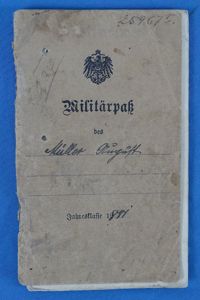 Militärpaß
des
Müller August
Jahresklasse 1891